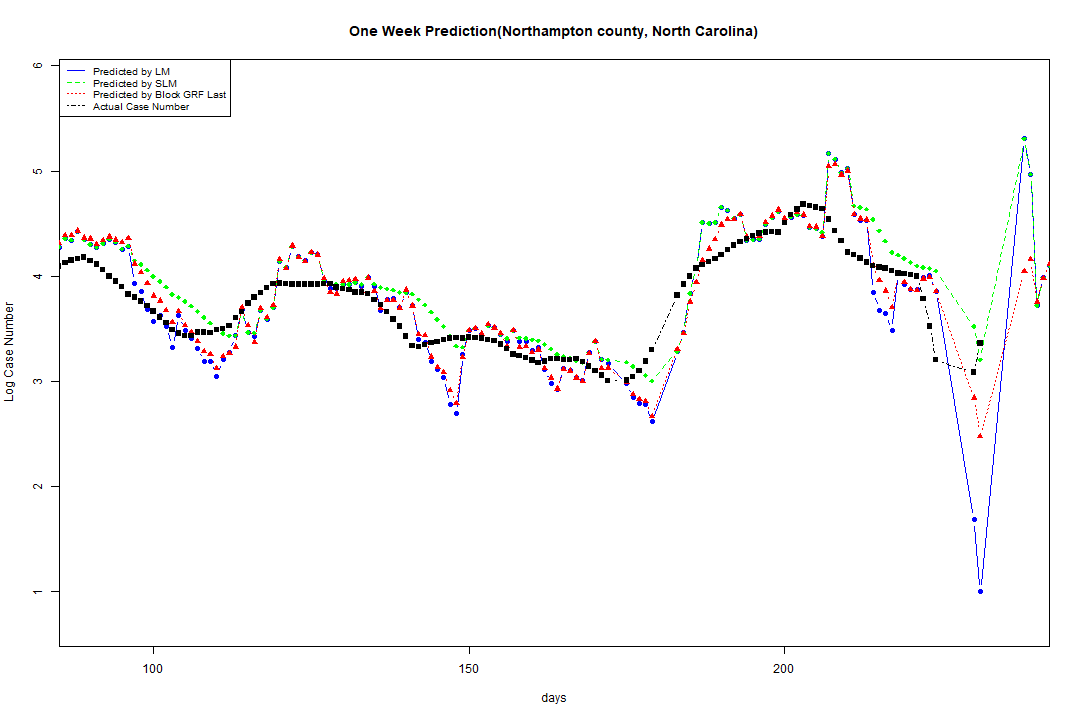 One Week Prediction(Northampton county, North Carolina)
Predicted by LM
Predicted by SLM
Predicted by Block GRF Last
Actual Case Number
6
5
4
3
2
1
Log Case Number
100
150
200
days